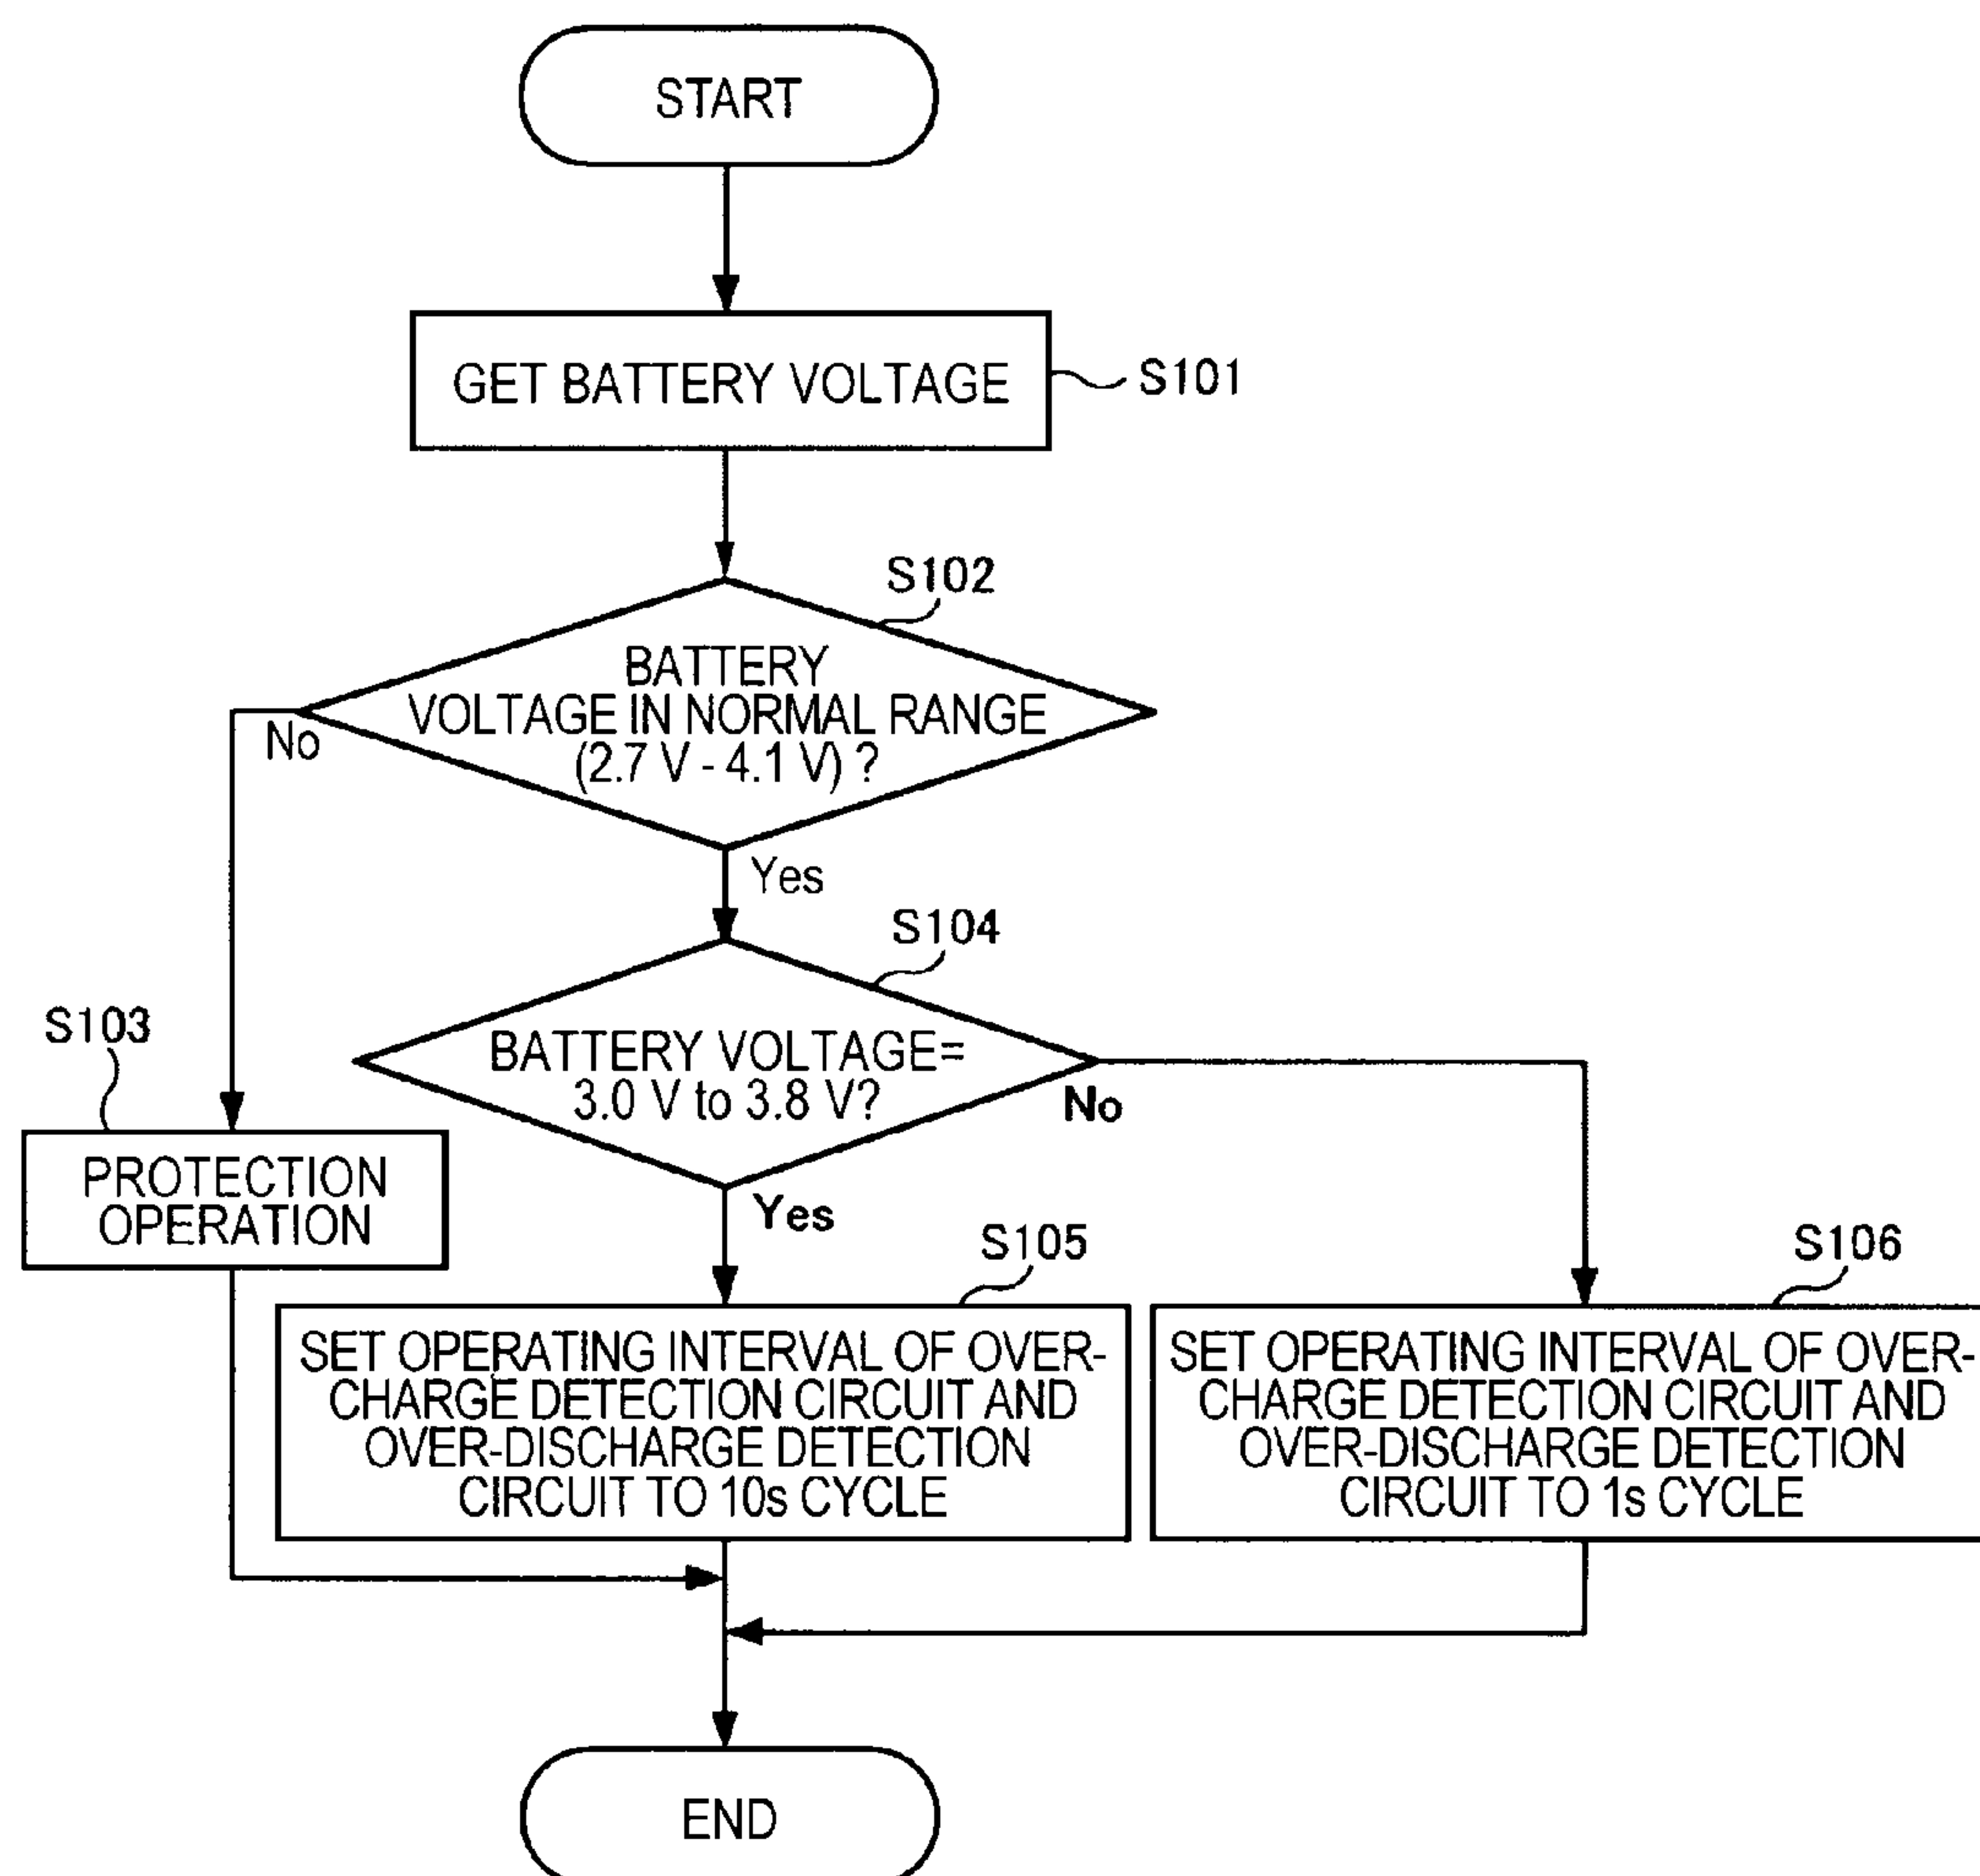 START
GET BATTERY VOLTAGE
S101
S102
BATTERY
VOLTAGE IN NORMAL RANGE
(2.7 V - 4.1 V) ?
No
Yes
S104
BATTERY VOLTAGE=
3.0 V to 3.8 V?
No
Yes
S103
PROTECTION
OPERATION
S105
SET OPERATING INTERVAL OF OVER-
CHARGE DETECTION CIRCUIT AND
OVER-DISCHARGE DETECTION
CIRCUIT TO 10s CYCLE
S106
SET OPERATING INTERVAL OF OVER-
CHARGE DETECTION CIRCUIT AND
OVER-DISCHARGE DETECTION
CIRCUIT TO 1s CYCLE
END